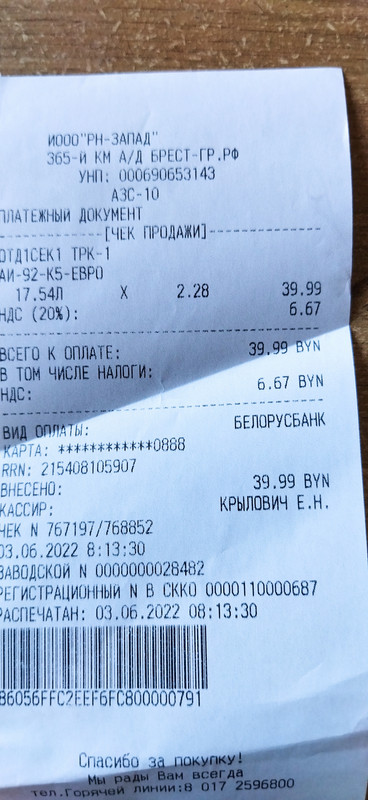 ИООО"РН-ЗАПАД"
365-Й КМ А/Д БРЕСТ-ГР.РФ
УНП: 000690653143
АЗС-10
ПЛАТЕЖНЫЙ ДОКУМЕНТ
[ЧЕК ПРОДАЖИ]
ОТД1СЕК1 ТРК-1
АИ-92-К5-ЕВРО
17.54Л Х 2.28 39.99
НДС (20%): 6.67
ВСЕГО К ОПЛАТЕ: 39.99 BYN
В ТОМ ЧИСЛЕ НАЛОГИ:
НДС: 6.67 BYN
ВИД ОПЛАТЫ: БЕЛОРУСБАНК
КАРТА: ************0888
RRN: 215408105907
ВНЕСЕНО: 39.99 BYN
КАССИР: КРЫЛОВИЧ Е.Н.
ЧЕК N 767197/768852
03.06.2022 8:13:30
ЗАВОДСКОЙ N 0000000028482
РЕГИСТРАЦИОННЫЙ N В СККО 0000110000687
РАСПЕЧАТАН: 03.06.2022 08:13:30
86056FFC2EEF6FC800000791
Спасибо за покупку!
Мы рады Вам всегда
тел.Горячей линии:8 017 2596800